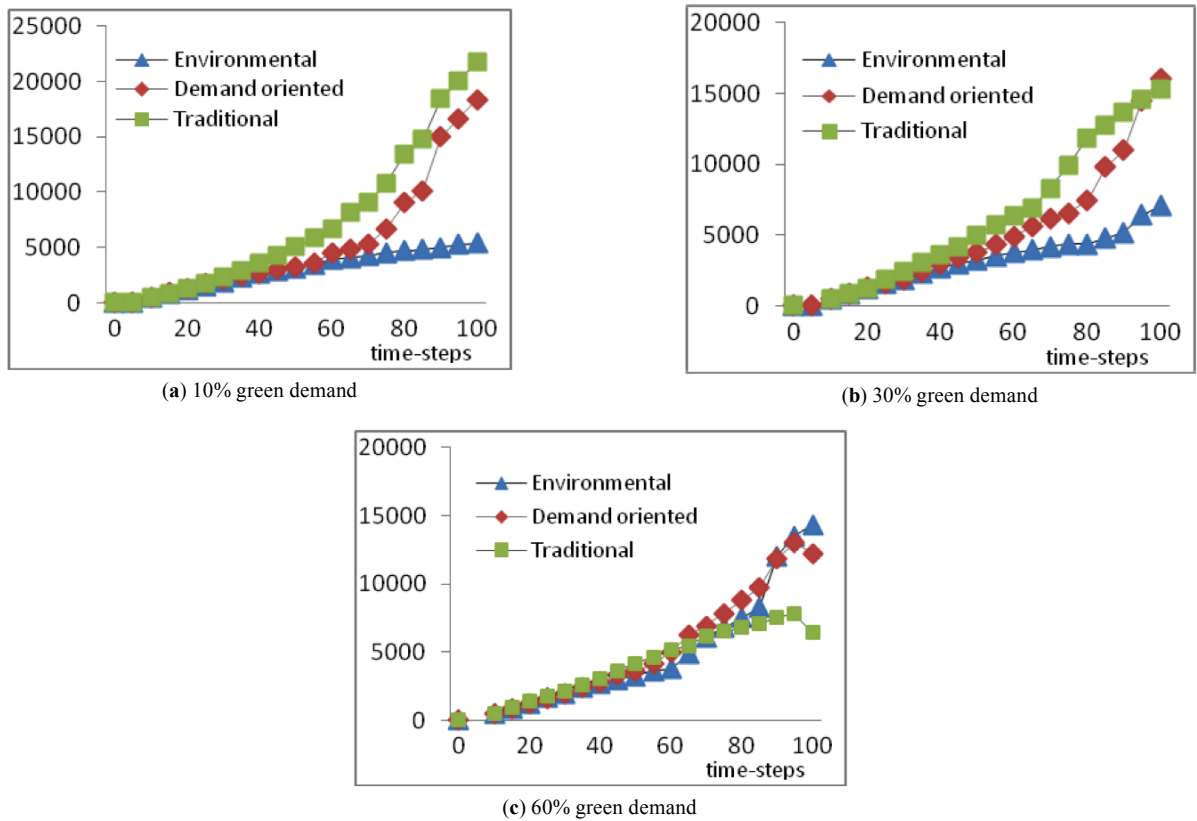 25000
20000
15000
10000
5000
0
Environmental
Demand oriented
Traditional
0 20 40 60 80 100
time-steps
(a) 10% green demand
20000
15000
10000
5000
0
Environmental
Demand oriented
Traditional
0 20 40 60 80 100
time-steps
(b) 30% green demand
20000
15000
10000
5000
0
Environmental
Demand oriented
Traditional
0 20 40 60 80 100
time-steps
(c) 60% green demand